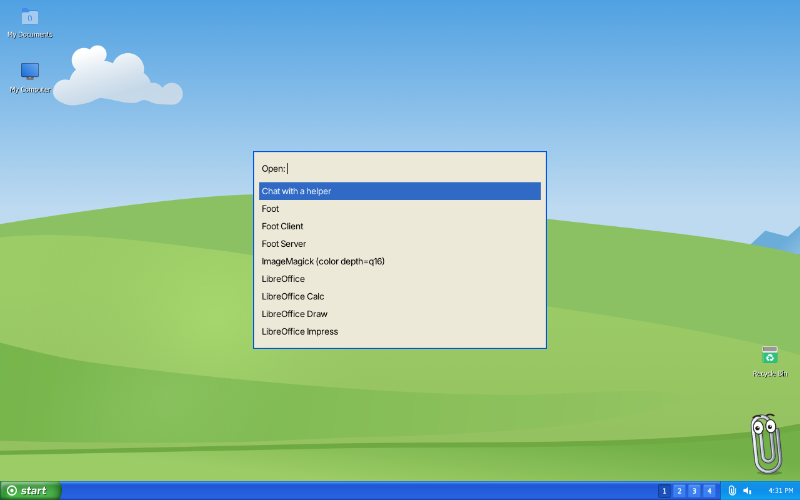 My Documents
My Computer
Open:
Chat with a helper
Foot
Foot Client
Foot Server
ImageMagick (color depth=q16)
LibreOffice
LibreOffice Calc
LibreOffice Draw
LibreOffice Impress
Recycle Bin
start
1 2 3 4
4:31 PM